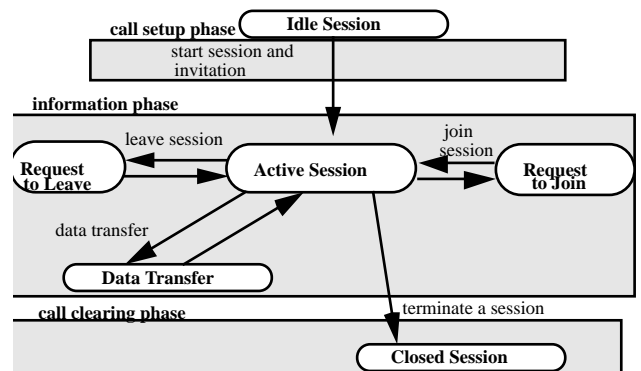 Idle Session
call setup phase
start session and
invitation
information phase
leave session
join
session
Request
to Leave
Active Session
Request
to Join
data transfer
Data Transfer
terminate a session
call clearing phase
Closed Session